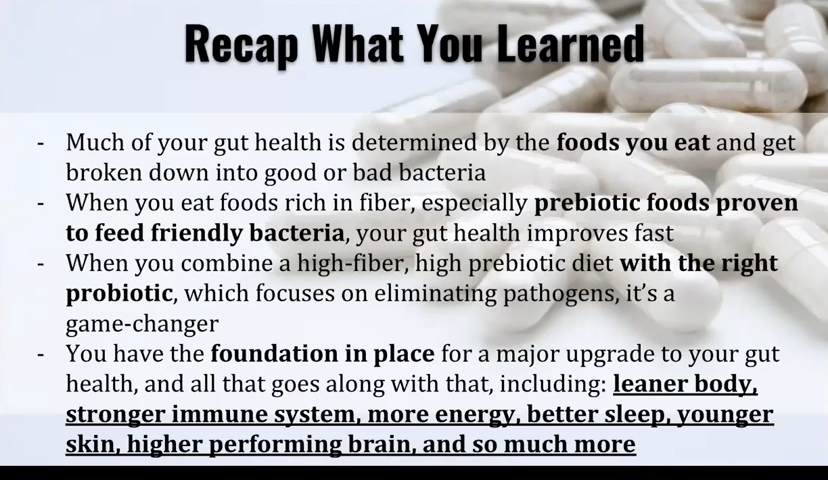 Recap What You Learned
- Much of your gut health is determined by the foods you eat and get
broken down into good or bad bacteria
- When you eat foods rich in fiber, especially prebiotic foods proven
to feed friendly bacteria, your gut health improves fast
- When you combine a high-fiber, high prebiotic diet with the right
probiotic, which focuses on eliminating pathogens, it’s a
game-changer
- You have the foundation in place for a major upgrade to your gut
health, and all that goes along with that, including: leaner body,
stronger immune system, more energy, better sleep, younger
skin, higher performing brain, and so much more